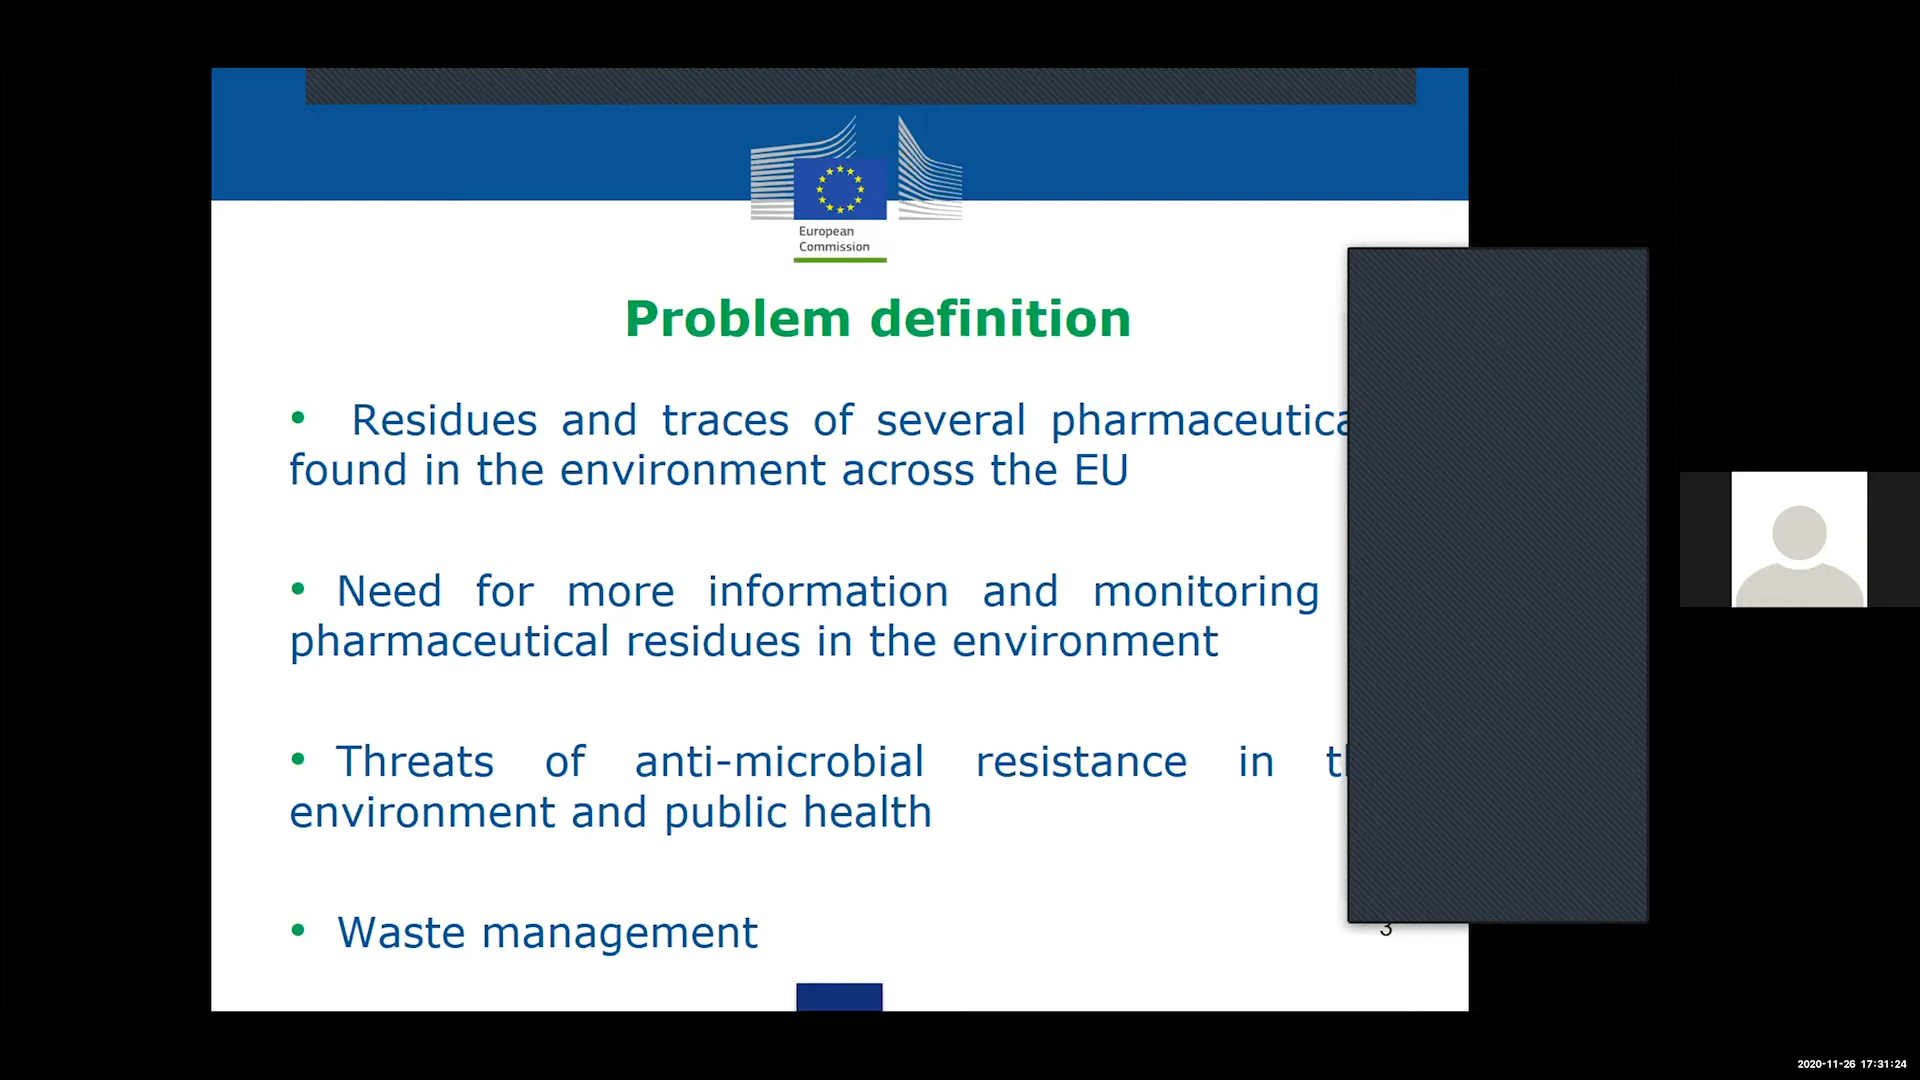 European
Commission
Problem definition
• Residues and traces of several
found in the environment across the EU
• Need for more information and monitoring
pharmaceutical residues in the environment
• Threats of anti-microbial resistance in
environment and public health
• Waste management
3
2020-11-26 17:31:24